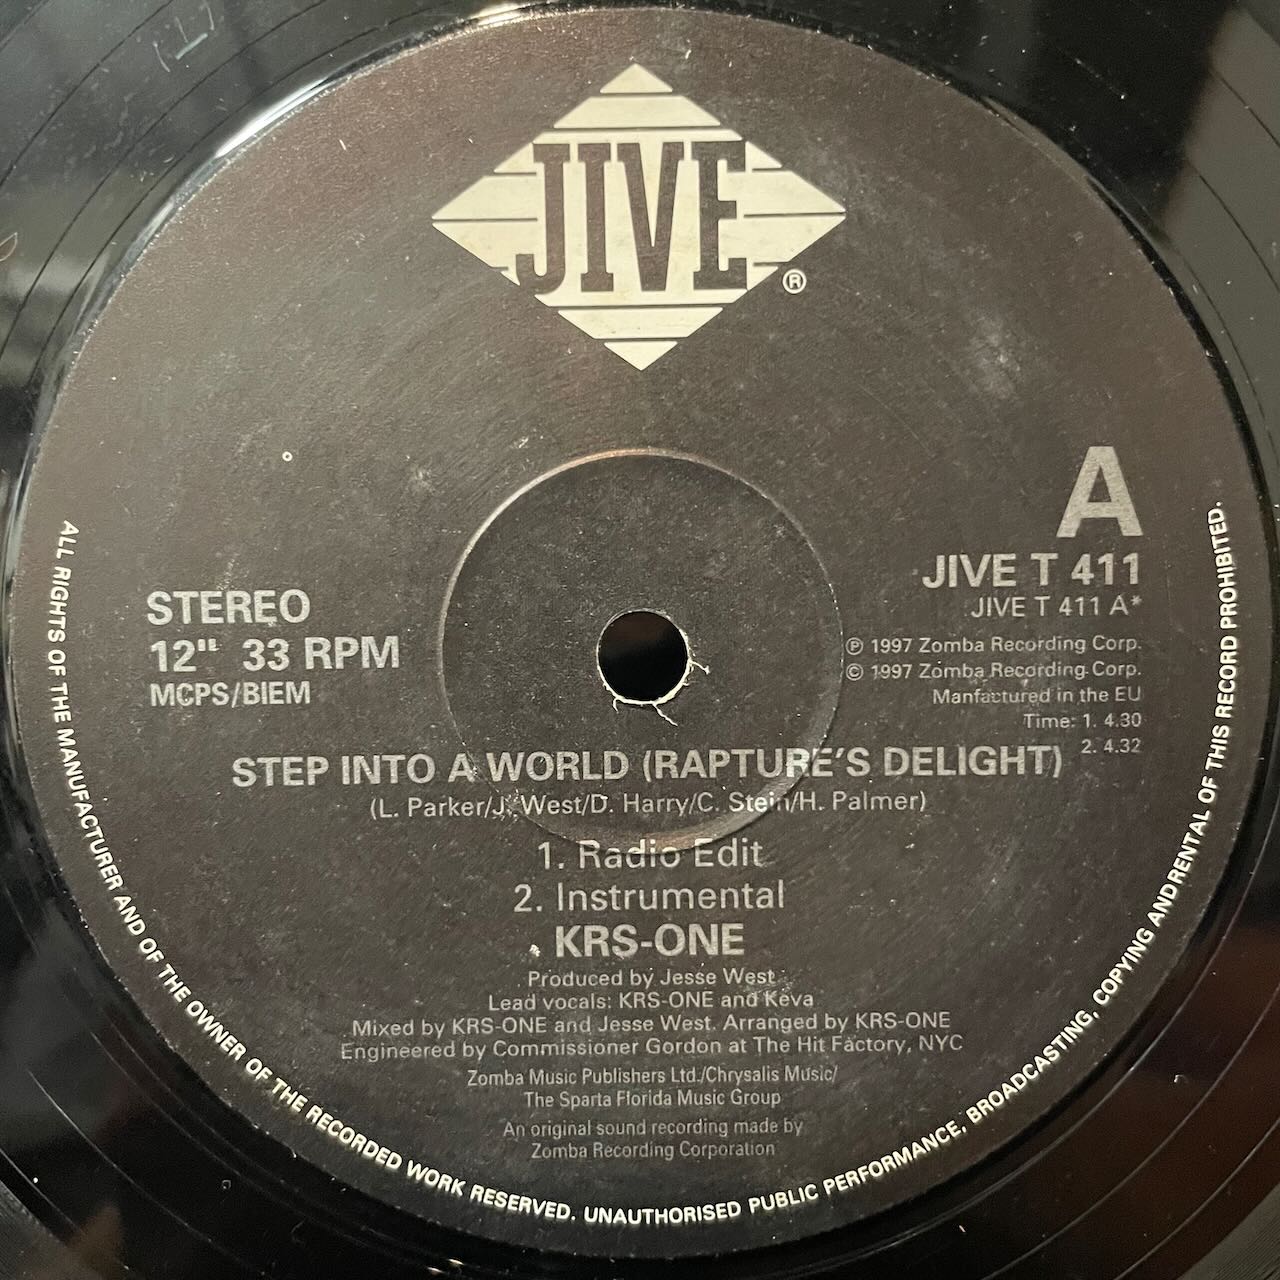 JIVE
®
A
JIVE T 411
JIVE T 411 A*
℗ 1997 Zomba Recording Corp.
© 1997 Zomba Recording Corp.
Manfactured in the EU
Time: 1. 4.30
2. 4.32
STEREO
12" 33 RPM
MCPS/BIEM
STEP INTO A WORLD (RAPTURE'S DELIGHT)
(L. Parker/J. West/D. Harry/C. Stein/H. Palmer)
1. Radio Edit
2. Instrumental
KRS-ONE
Produced by Jesse West
Lead vocals: KRS-ONE and Keva
Mixed by KRS-ONE and Jesse West. Arranged by KRS-ONE
Engineered by Commissioner Gordon at The Hit Factory, NYC
Zomba Music Publishers Ltd./Chrysalis Music/
The Sparta Florida Music Group
An original sound recording made by
Zomba Recording Corporation
ALL RIGHTS OF THE MANUFACTURER AND OF THE OWNER OF THE RECORDED WORK RESERVED. UNAUTHORISED PUBLIC PERFORMANCE, BROADCASTING, COPYING ANDRENTAL OF THIS RECORD PROHIBITED.